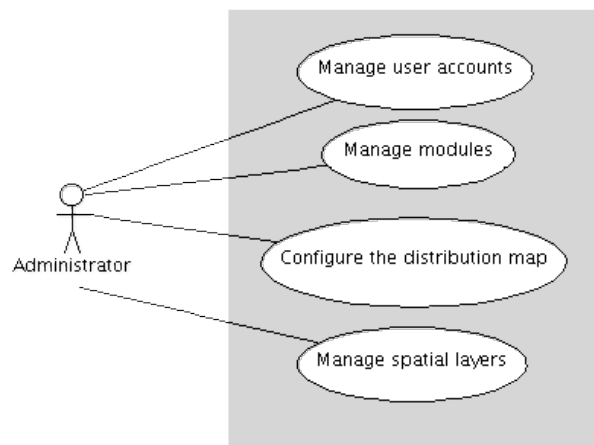 Manage user accounts
Manage modules
Configure the distribution map
Administrator
Manage spatial layers